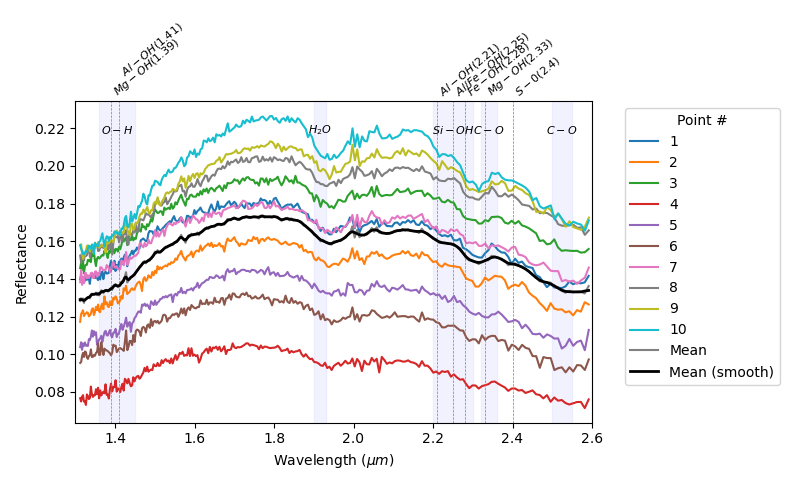 Al-OH(1.41)
Mg-OH(1.39)
Al-OH(2.21)
Al/Fe-OH(2.25)
Fe-OH(2.28)
Mg-OH(2.33)
S-0(2.4)
O-H
H2O
Si-OH
C-O
C-O
0.22
0.20
0.18
0.16
0.14
0.12
0.10
0.08
Reflectance
1.4 1.6 1.8 2.0 2.2 2.4 2.6
Wavelength (μm)
Point #
1
2
3
4
5
6
7
8
9
10
Mean
Mean (smooth)